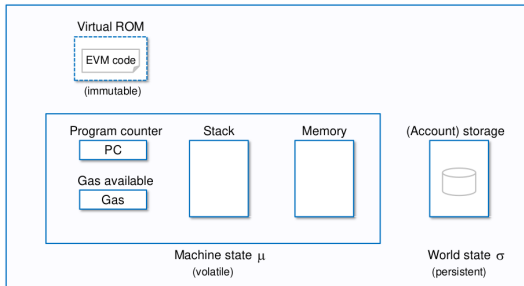 Virtual ROM
EVM code
(immutable)
Program counter
PC
Gas available
Gas
Stack
Memory
(Account) storage
Machine state μ
(volatile)
World state σ
(persistent)